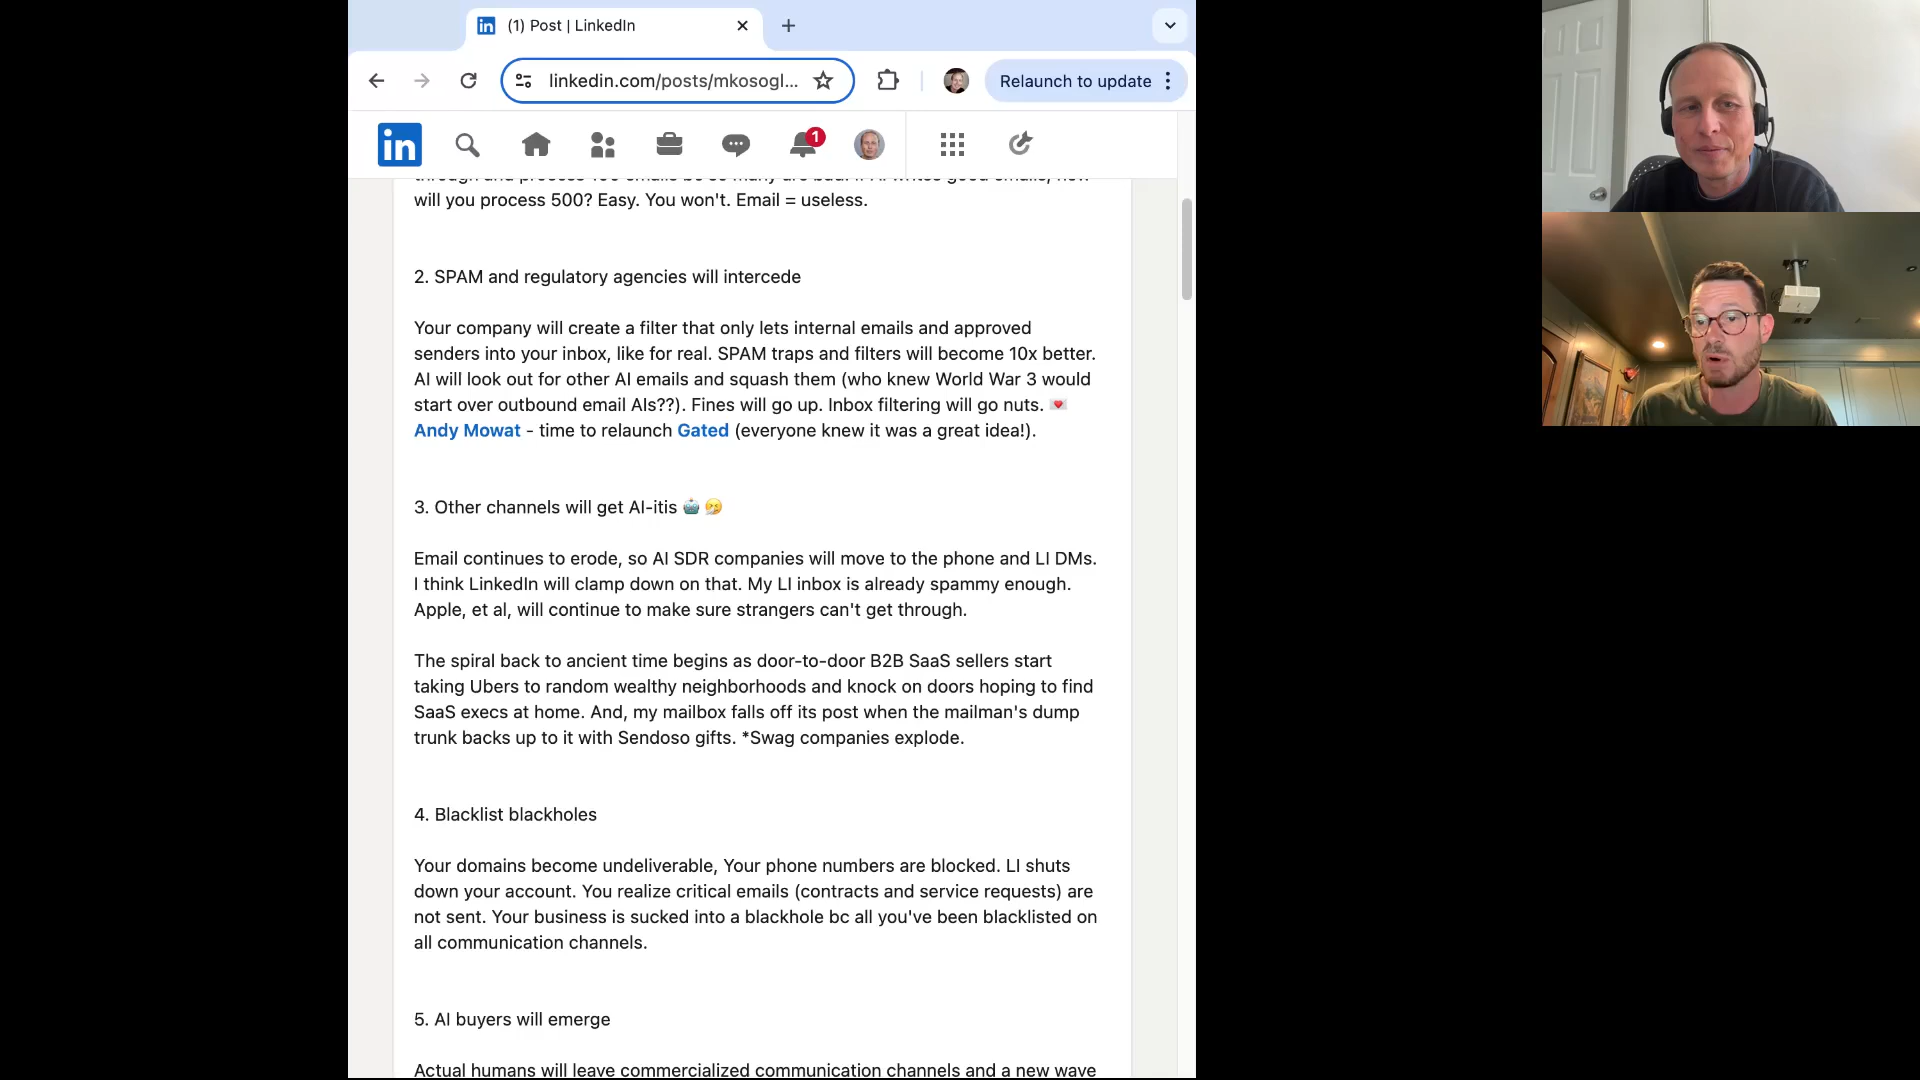 (1) Post | LinkedIn
linkedin.com/posts/mkosogl...
Relaunch to update
in
1
will you process 500? Easy. You won't. Email = useless.
2. SPAM and regulatory agencies will intercede
Your company will create a filter that only lets internal emails and approved
senders into your inbox, like for real. SPAM traps and filters will become 10x better.
AI will look out for other AI emails and squash them (who knew World War 3 would
start over outbound email AIs??). Fines will go up. Inbox filtering will go nuts. 💌
Andy Mowat - time to relaunch Gated (everyone knew it was a great idea!).
3. Other channels will get AI-itis 🤖 🤧
Email continues to erode, so AI SDR companies will move to the phone and LI DMs.
I think LinkedIn will clamp down on that. My LI inbox is already spammy enough.
Apple, et al, will continue to make sure strangers can't get through.
The spiral back to ancient time begins as door-to-door B2B SaaS sellers start
taking Ubers to random wealthy neighborhoods and knock on doors hoping to find
SaaS execs at home. And, my mailbox falls off its post when the mailman's dump
trunk backs up to it with Sendoso gifts. *Swag companies explode.
4. Blacklist blackholes
Your domains become undeliverable, Your phone numbers are blocked. LI shuts
down your account. You realize critical emails (contracts and service requests) are
not sent. Your business is sucked into a blackhole bc all you've been blacklisted on
all communication channels.
5. AI buyers will emerge
Actual humans will leave commercialized communication channels and a new wave